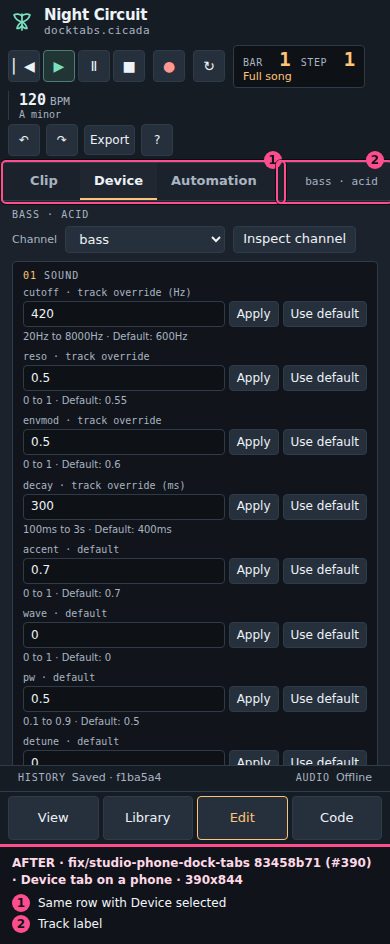 Night Circuit
docktabs.cicada
BAR 1 STEP 1
Full song
120 BPM
A minor
Export ?
1 2
Clip Device Automation bass · acid
BASS · ACID
Channel bass Inspect channel
01 SOUND
cutoff · track override (Hz)
420 Apply Use default
20Hz to 8000Hz · Default: 600Hz
reso · track override
0.5 Apply Use default
0 to 1 · Default: 0.55
envmod · track override
0.5 Apply Use default
0 to 1 · Default: 0.6
decay · track override (ms)
300 Apply Use default
100ms to 3s · Default: 400ms
accent · default
0.7 Apply Use default
0 to 1 · Default: 0.7
wave · default
0 Apply Use default
0 to 1 · Default: 0
pw · default
0.5 Apply Use default
0.1 to 0.9 · Default: 0.5
detune · default
0 Apply Use default
HISTORY Saved · f1ba5a4 AUDIO Offline
View Library Edit Code
AFTER · fix/studio-phone-dock-tabs 83458b71 (#390)
· Device tab on a phone · 390x844
1 Same row with Device selected
2 Track label